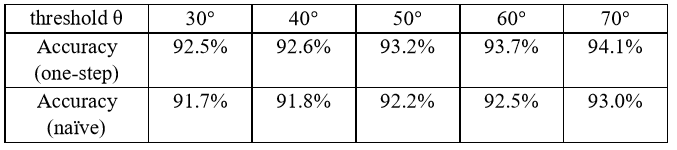 threshold θ 30° 40° 50° 60° 70°
Accuracy (one-step) 92.5% 92.6% 93.2% 93.7% 94.1%
Accuracy (naïve) 91.7% 91.8% 92.2% 92.5% 93.0%